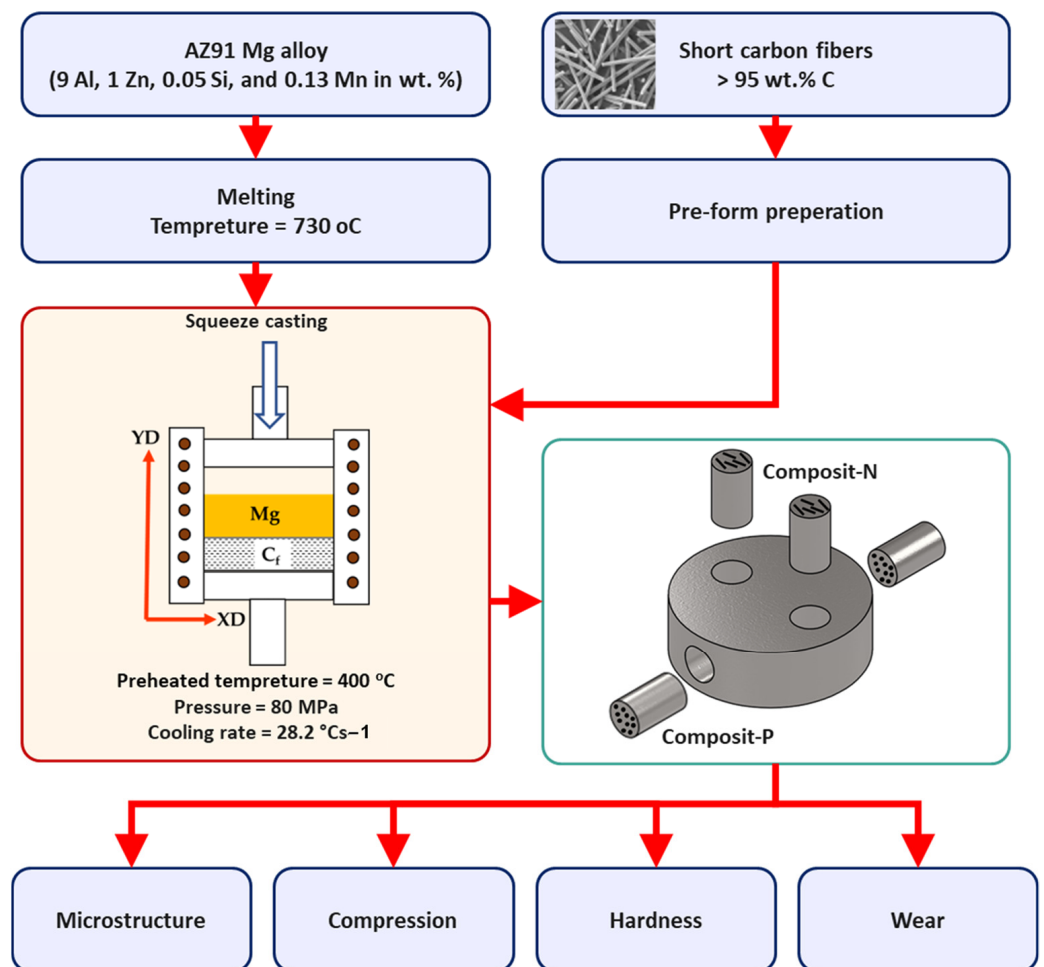 AZ91 Mg alloy
(9 Al, 1 Zn, 0.05 Si, and 0.13 Mn in wt. %)
Short carbon fibers
> 95 wt.% C
Melting
Tempreture = 730 oC
Pre-form preperation
Squeeze casting
YD
Mg
Cf
XD
Preheated tempreture = 400 °C
Pressure = 80 MPa
Cooling rate = 28.2 °Cs−1
Composit-N
Composit-P
Microstructure
Compression
Hardness
Wear